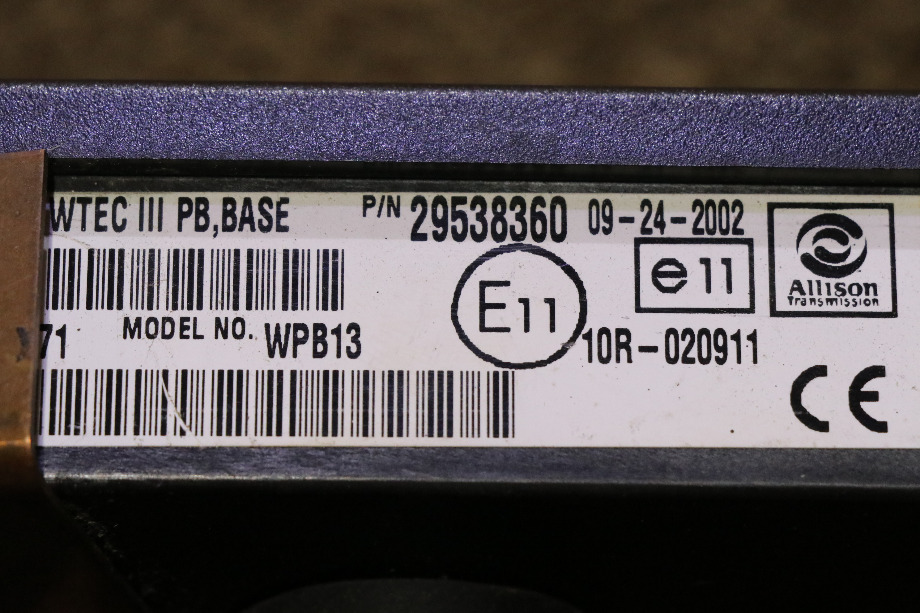 WTEC III PB,BASE P/N 29538360 09-24-2002
E11 e11 Allison
Transmission
71 MODEL NO. WPB13 10R-020911
CE